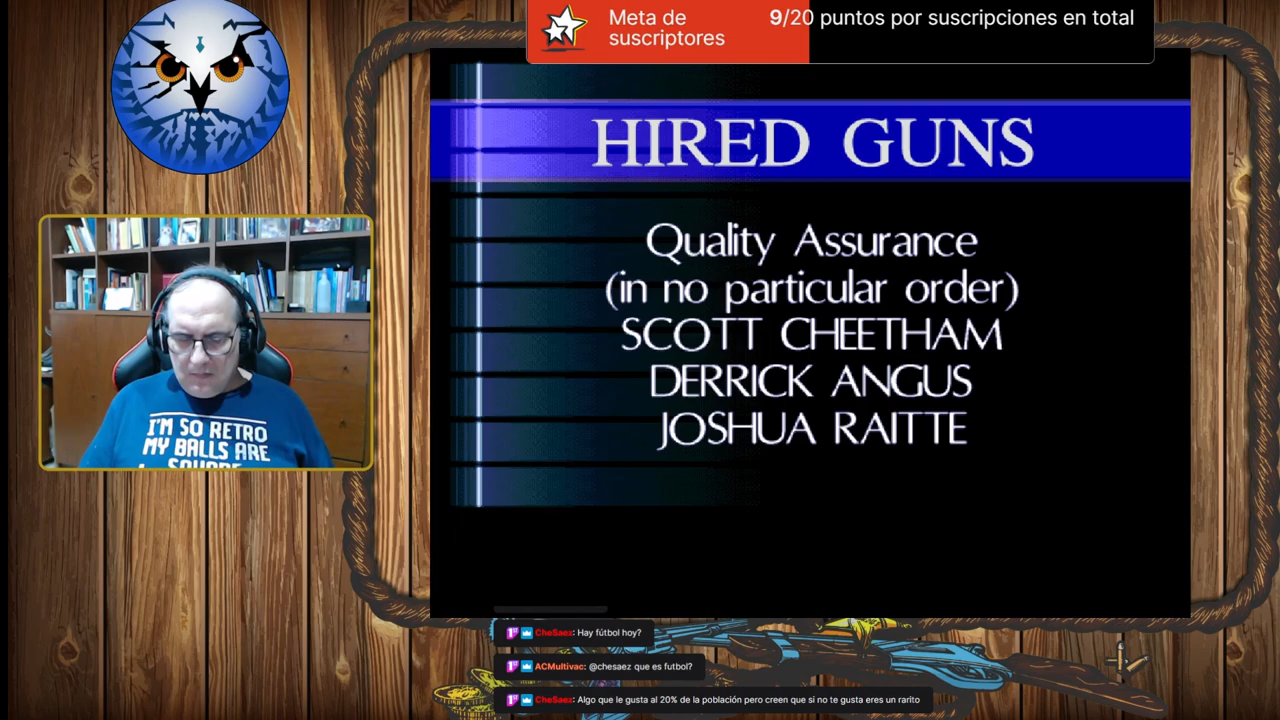 Meta de
suscriptores
9/20 puntos por suscripciones en total
HIRED GUNS
Quality Assurance
(in no particular order)
SCOTT CHEETHAM
DERRICK ANGUS
JOSHUA RAITTE
I'M SO RETRO
MY BALLS ARE
SQUARE
CheSaez: Hay fútbol hoy?
ACMultivac: @chesaez que es futbol?
CheSaez: Algo que le gusta al 20% de la población pero creen que si no te gusta eres un rarito